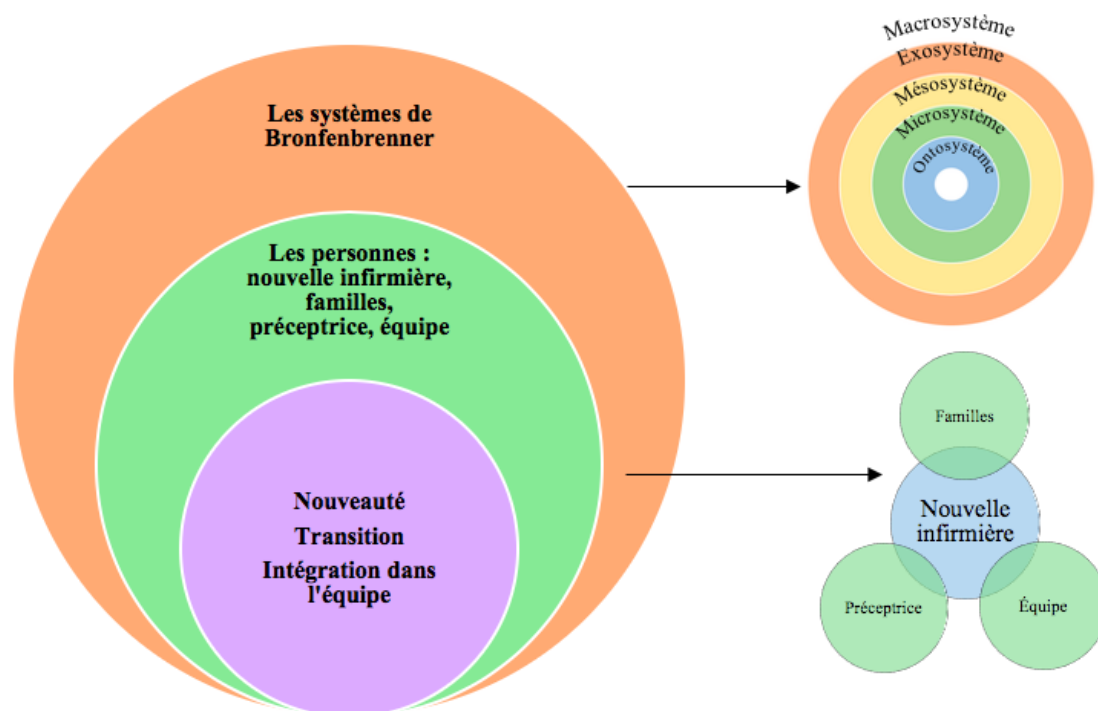 Les systèmes de
Bronfenbrenner
Les personnes :
nouvelle infirmière,
familles,
préceptrice, équipe
Nouveauté
Transition
Intégration dans
l'équipe
Macrosystème
Exosystème
Mésosystème
Microsystème
Ontosystème
Familles
Nouvelle
infirmière
Préceptrice
Équipe